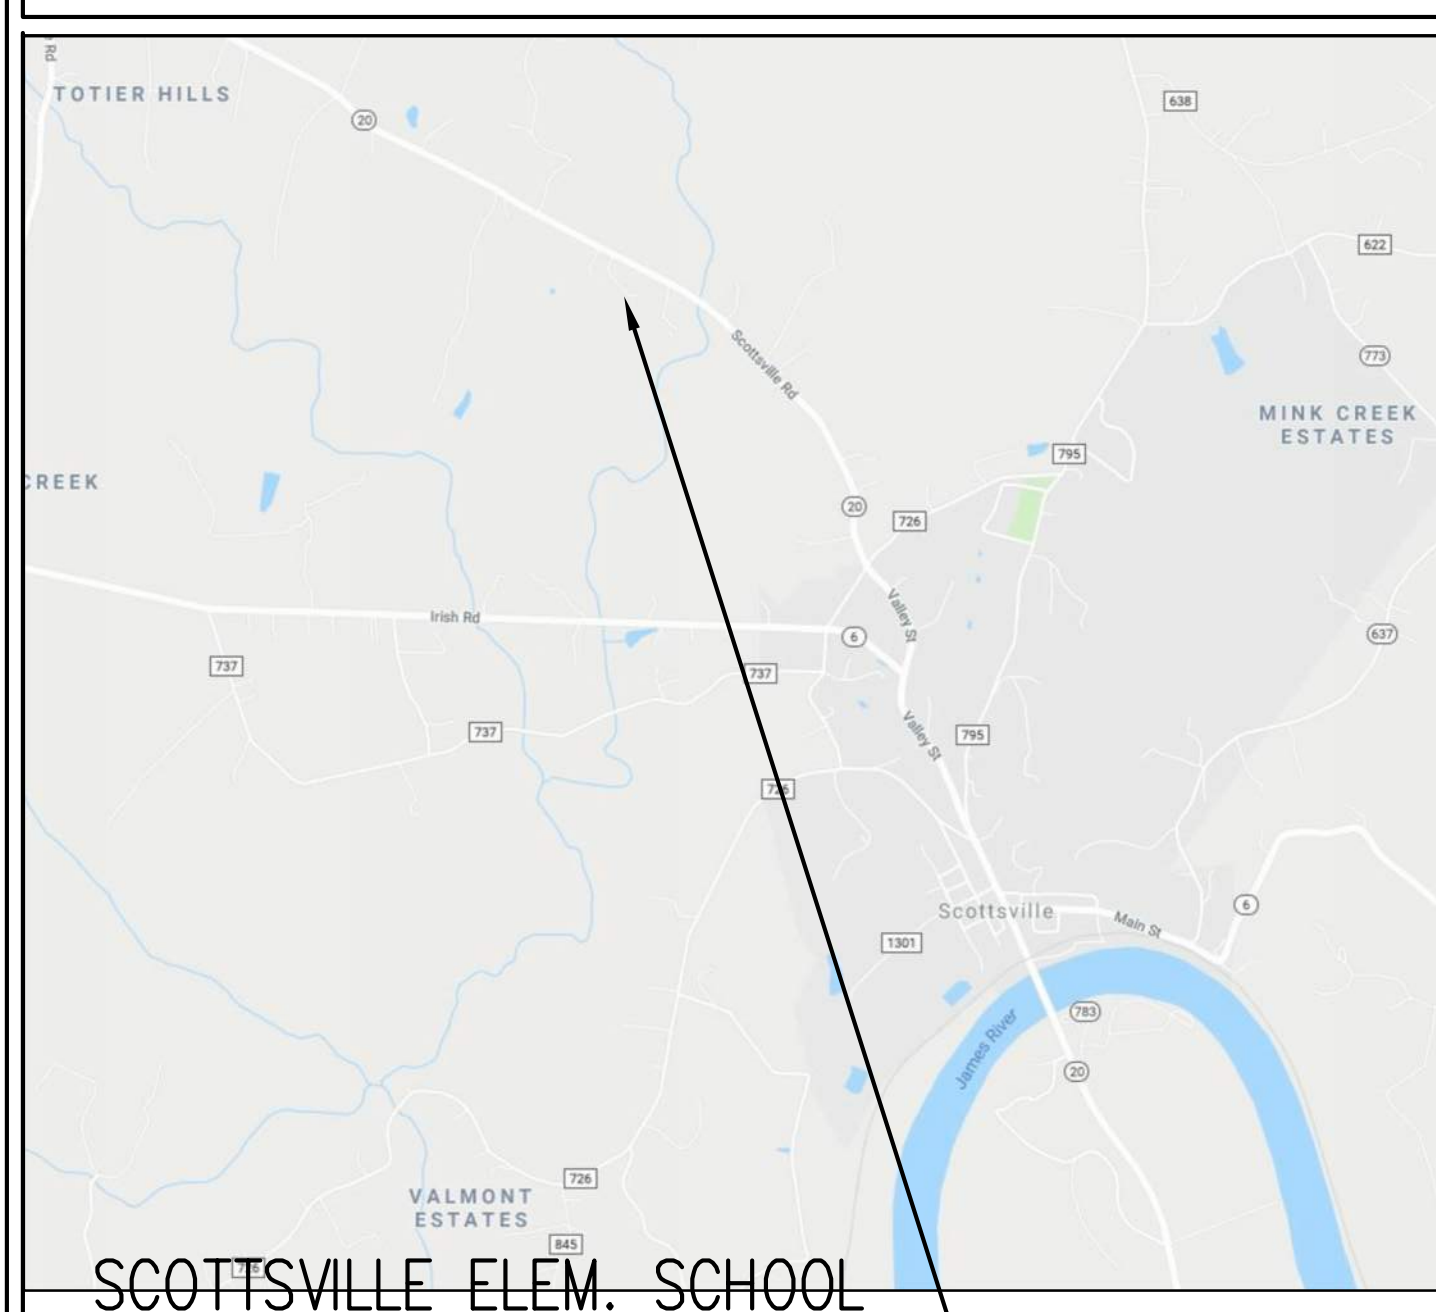 Rd
TOTIER HILLS
20
638
622
Scottsville Rd
773
MINK CREEK
ESTATES
795
CREEK
20
726
Irish Rd
Valley St
6
637
737
737
737
Valley St
795
726
Scottsville
Main St
6
1301
James River
783
20
726
VALMONT
ESTATES
845
726
SCOTTSVILLE ELEM. SCHOOL